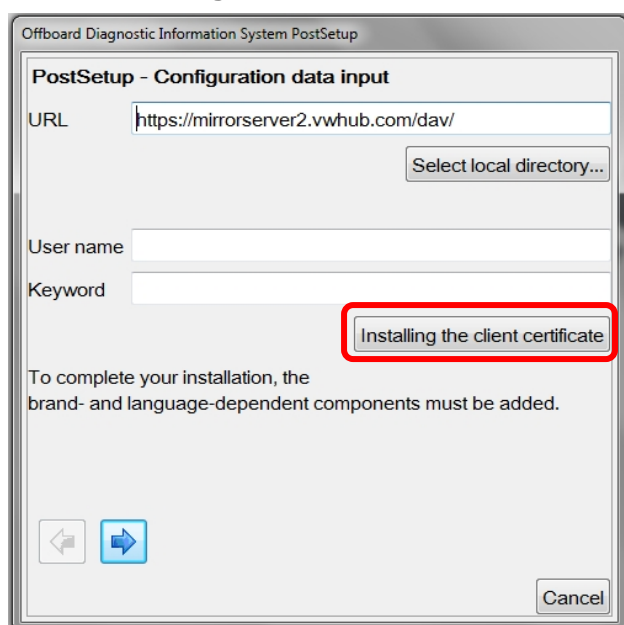 Offboard Diagnostic Information System PostSetup
PostSetup - Configuration data input
URL https://mirrorserver2.vwhub.com/dav/
Select local directory...
User name
Keyword
Installing the client certificate
To complete your installation, the
brand- and language-dependent components must be added.
Cancel